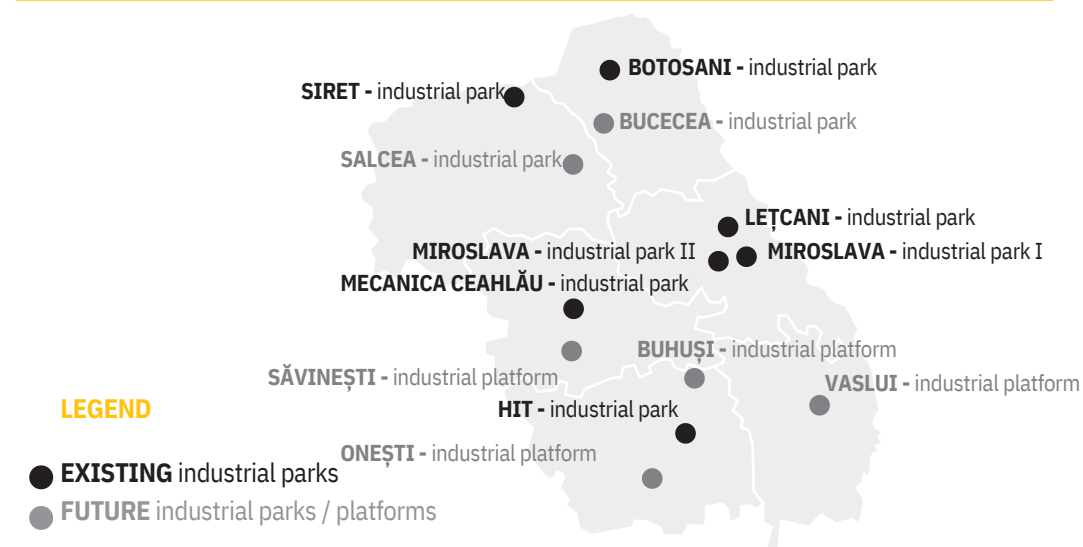 BOTOSANI - industrial park
SIRET - industrial park
BUCECEA - industrial park
SALCEA - industrial park
LEȚCANI - industrial park
MIROSLAVA - industrial park II
MIROSLAVA - industrial park I
MECANICA CEAHLĂU - industrial park
BUHUȘI - industrial platform
SĂVINEȘTI - industrial platform
VASLUI - industrial platform
HIT - industrial park
ONEȘTI - industrial platform
LEGEND
EXISTING industrial parks
FUTURE industrial parks / platforms